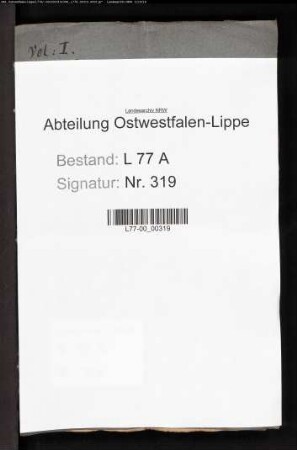 Vol: I.
Landesarchiv NRW
Abteilung Ostwestfalen-Lippe
Bestand: L 77 A
Signatur: Nr. 319
L77-00_00319